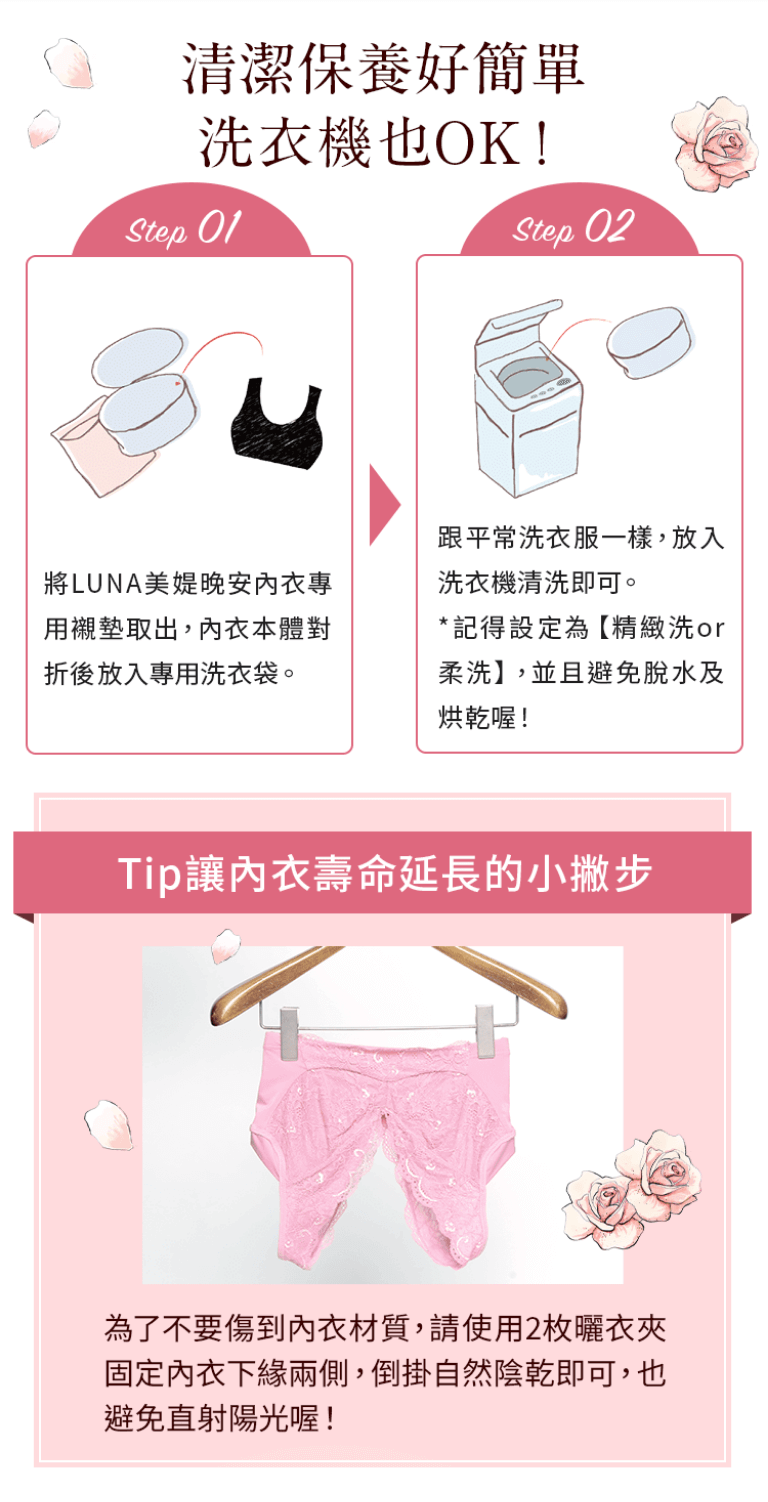 清潔保養好簡單
洗衣機也OK！
Step 01
將LUNA美媞晚安內衣專
用襯墊取出，內衣本體對
折後放入專用洗衣袋。
Step 02
跟平常洗衣服一樣，放入
洗衣機清洗即可。
*記得設定為【精緻洗or
柔洗】，並且避免脫水及
烘乾喔！
Tip讓內衣壽命延長的小撇步
為了不要傷到內衣材質，請使用2枚曬衣夾
固定內衣下緣兩側，倒掛自然陰乾即可，也
避免直射陽光喔！